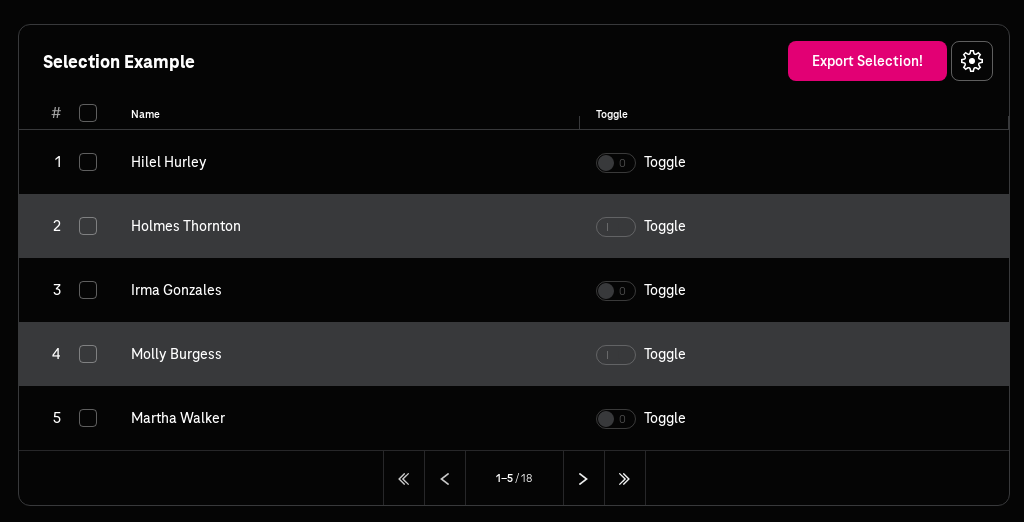 Selection Example
Export Selection!
# Name Toggle
1 Hilel Hurley 0 Toggle
2 Holmes Thornton I Toggle
3 Irma Gonzales 0 Toggle
4 Molly Burgess I Toggle
5 Martha Walker 0 Toggle
1–5 / 18